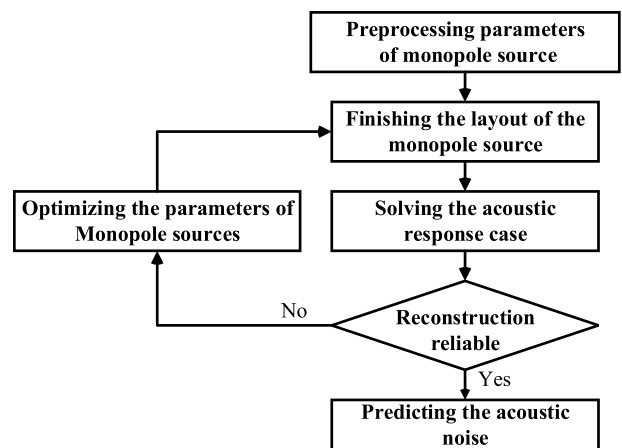 Preprocessing parameters
of monopole source
Finishing the layout of the
monopole source
Optimizing the parameters of
Monopole sources
Solving the acoustic
response case
No
Reconstruction
reliable
Yes
Predicting the acoustic
noise